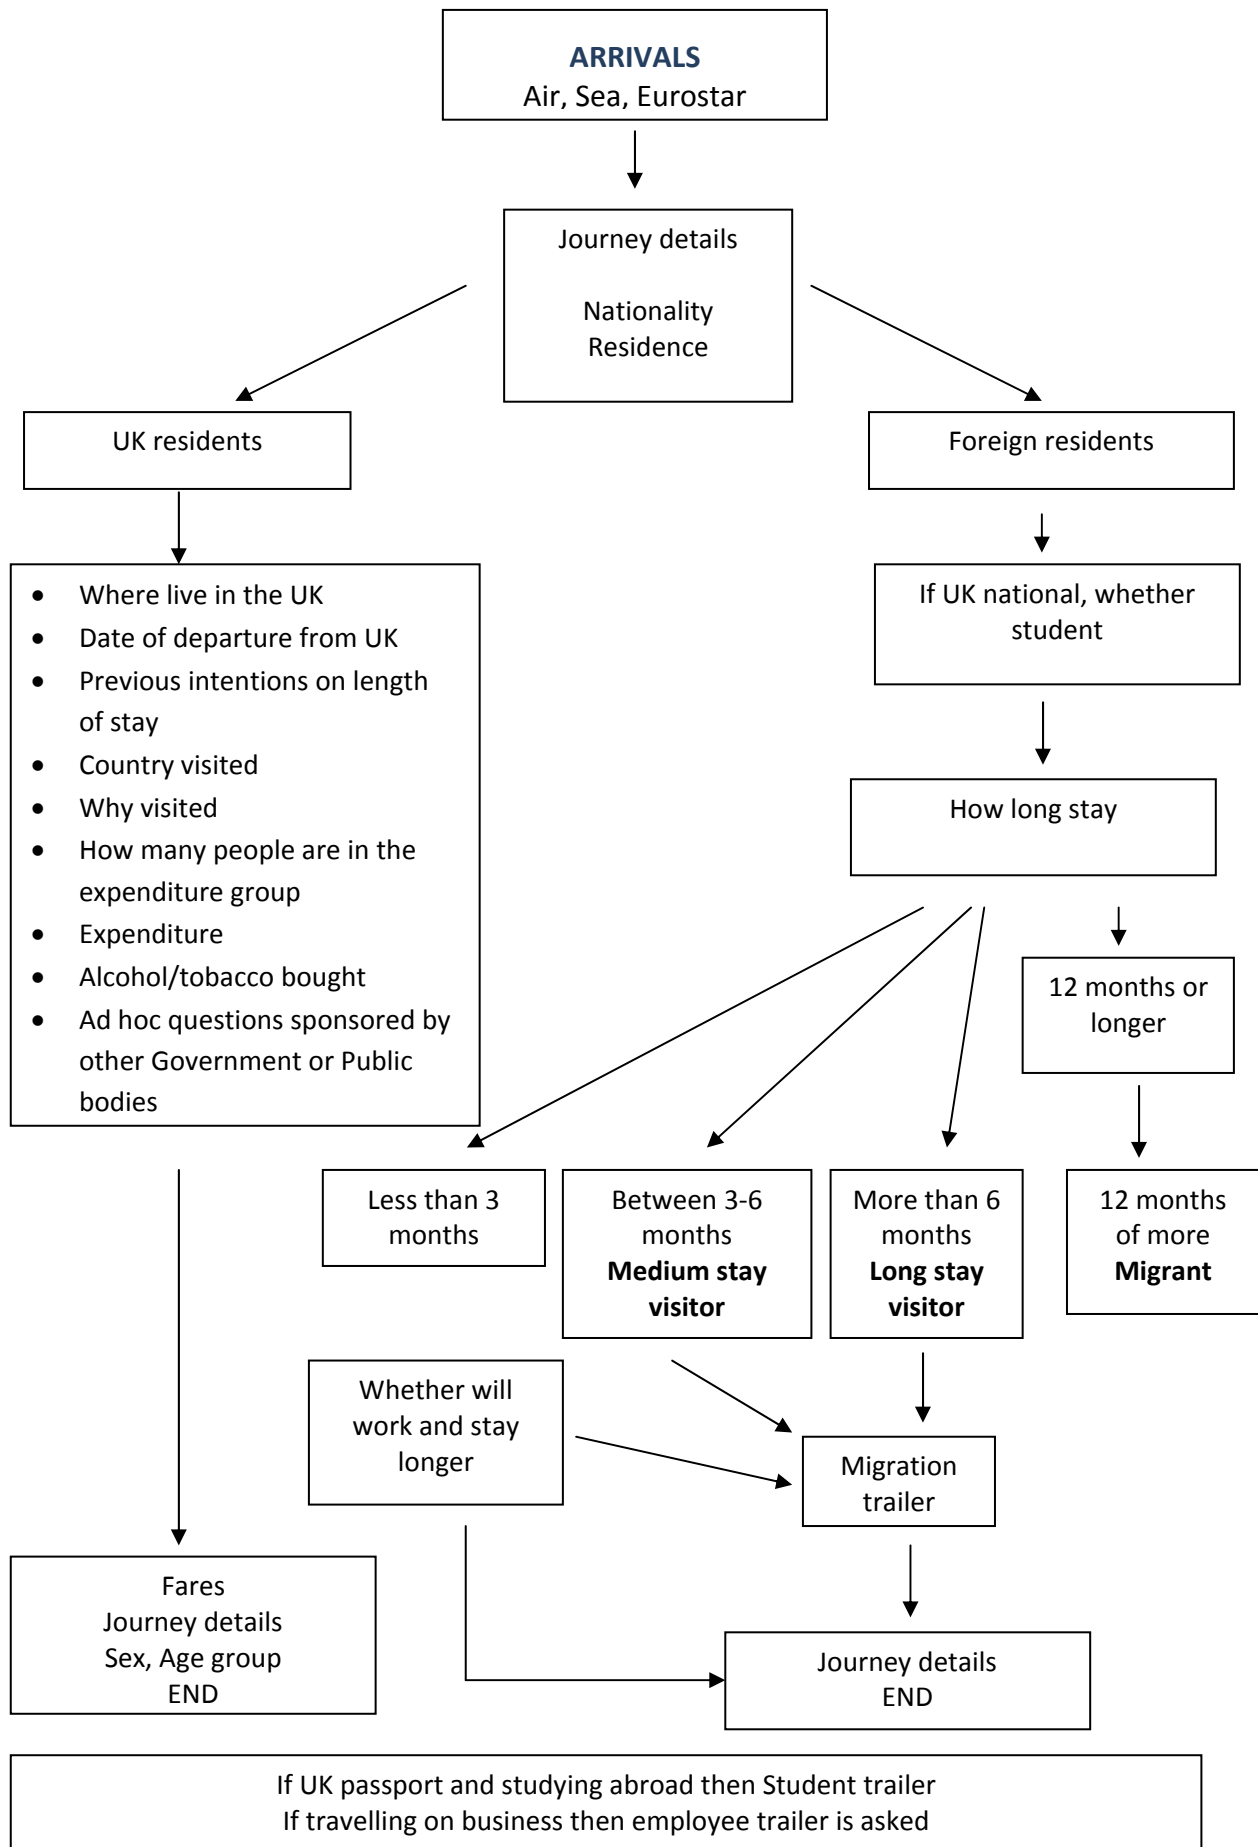 ARRIVALS
Air, Sea, Eurostar
Journey details
Nationality
Residence
UK residents
Foreign residents
• Where live in the UK
• Date of departure from UK
• Previous intentions on length
of stay
• Country visited
• Why visited
• How many people are in the
expenditure group
• Expenditure
• Alcohol/tobacco bought
• Ad hoc questions sponsored by
other Government or Public
bodies
If UK national, whether
student
How long stay
12 months or
longer
Less than 3
months
Between 3-6
months
Medium stay
visitor
More than 6
months
Long stay
visitor
12 months
of more
Migrant
Whether will
work and stay
longer
Migration
trailer
Fares
Journey details
Sex, Age group
END
Journey details
END
If UK passport and studying abroad then Student trailer
If travelling on business then employee trailer is asked